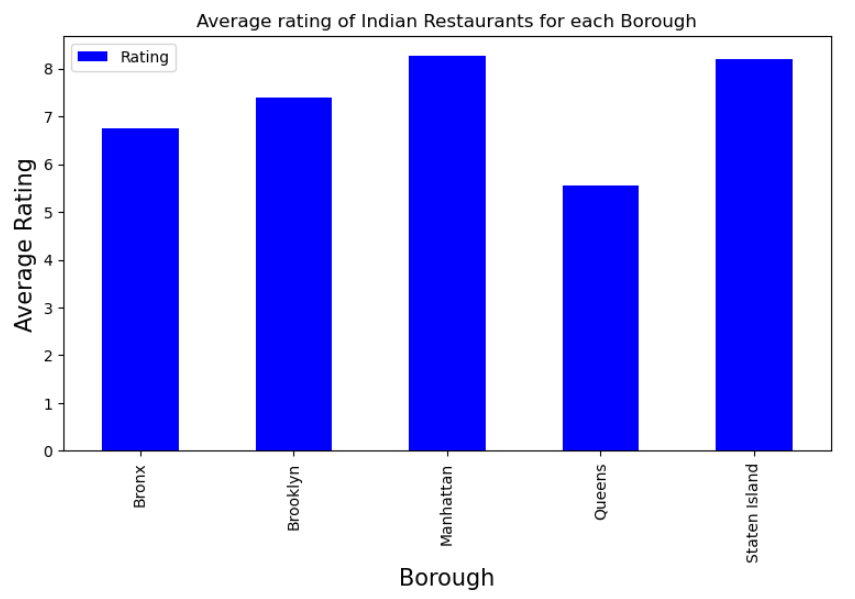 Average rating of Indian Restaurants for each Borough
Rating
Average Rating
8
7
6
5
4
3
2
1
0
Bronx
Brooklyn
Manhattan
Queens
Staten Island
Borough